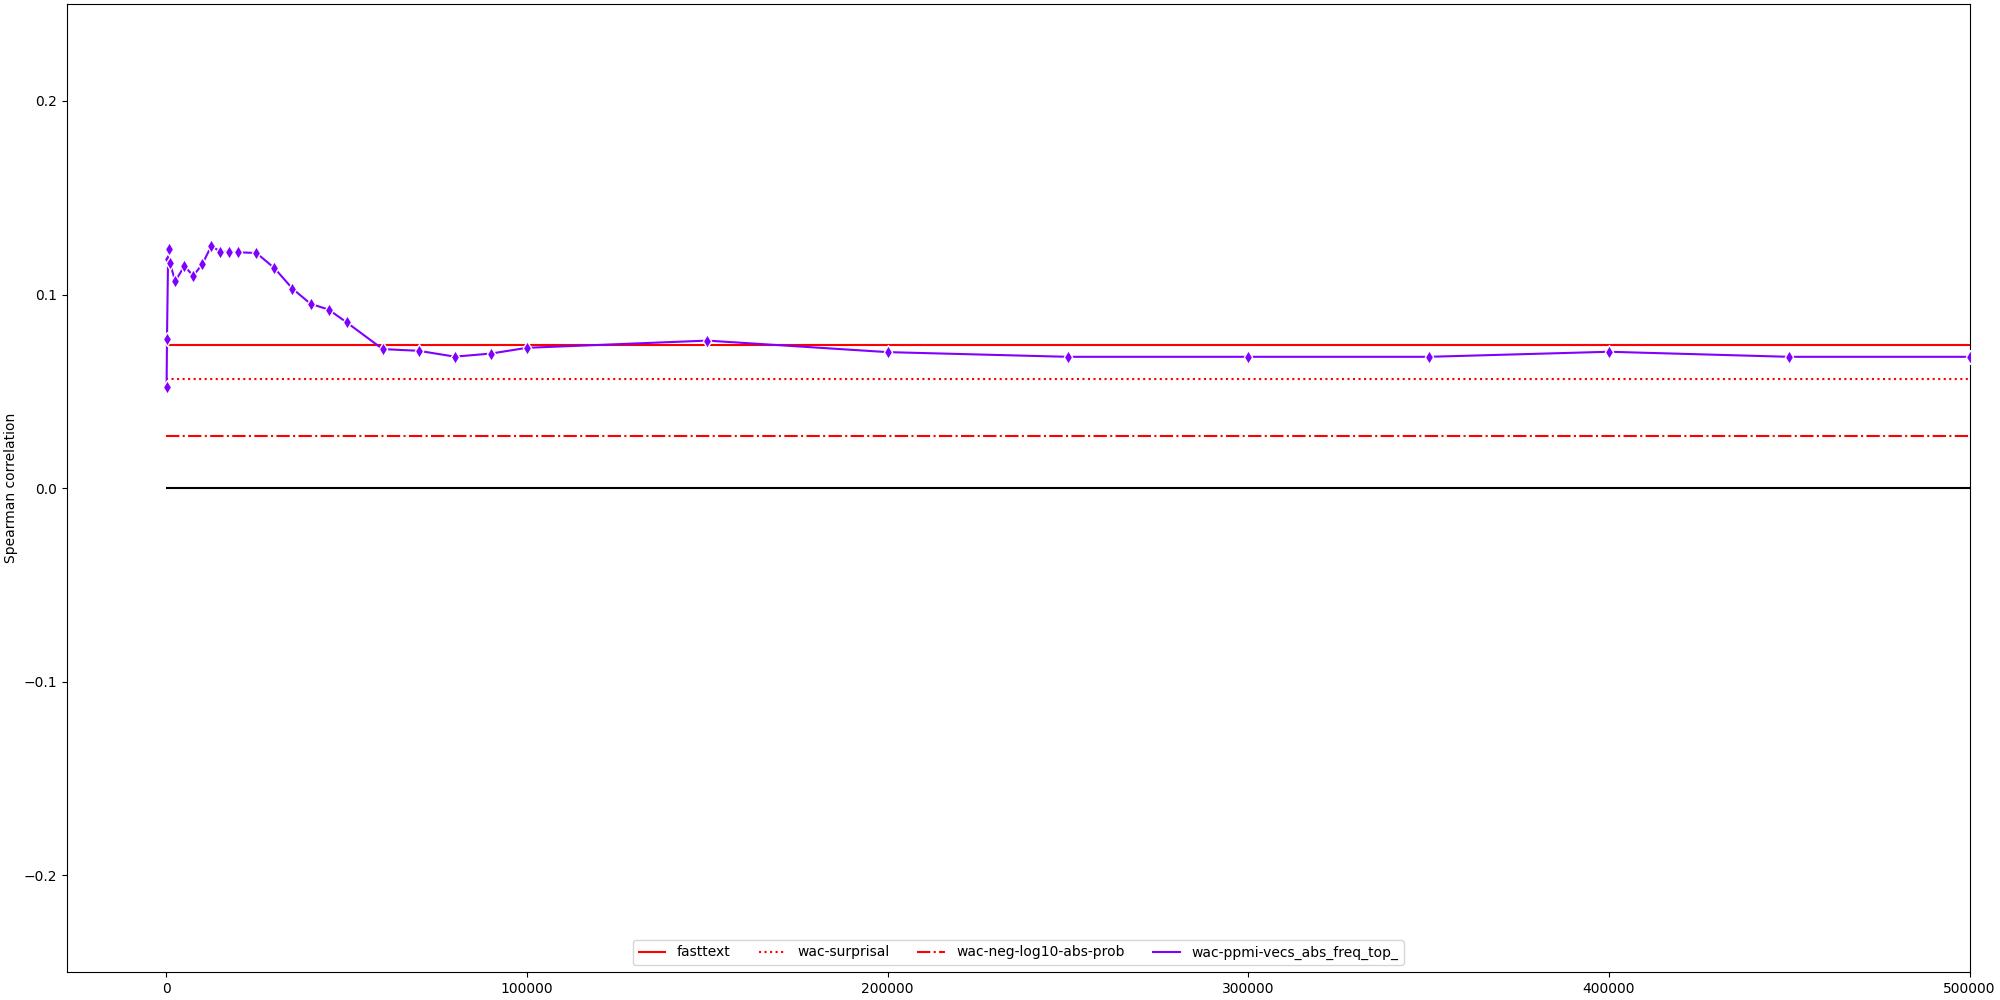 0.2
0.1
0.0
−0.1
−0.2
Spearman correlation
0 100000 200000 300000 400000 500000
fasttext wac-surprisal wac-neg-log10-abs-prob wac-ppmi-vecs_abs_freq_top_